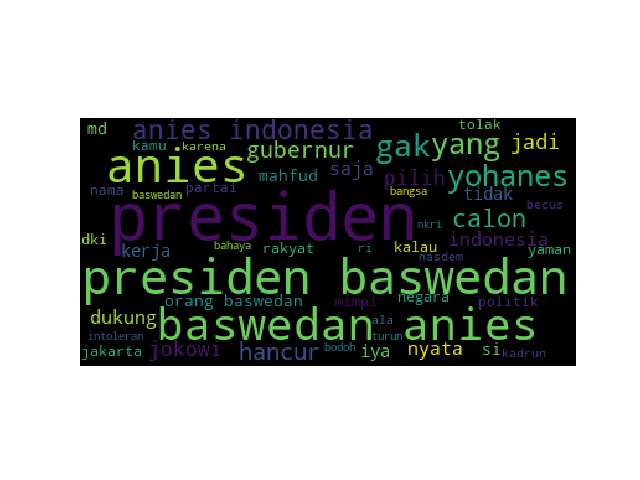 md anies indonesia tolak
kamu karena gubernur gak yang jadi
anies mahfud saja pilih yohanes
nama partai baswedan bangsa tidak becus
presiden nkri calon
dki kerja bahaya rakyat ri kalau indonesia yaman
nasdem
presiden baswedan
orang baswedan mimpi negara politik
dukung baswedan anies
intoleran ala turun
jakarta jokowi hancur bodoh iya nyata si kadrun